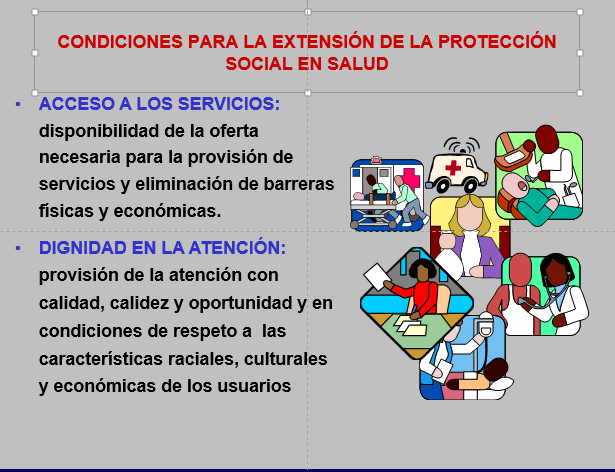 CONDICIONES PARA LA EXTENSIÓN DE LA PROTECCIÓN
SOCIAL EN SALUD
• ACCESO A LOS SERVICIOS:
disponibilidad de la oferta
necesaria para la provisión de
servicios y eliminación de barreras
físicas y económicas.
• DIGNIDAD EN LA ATENCIÓN:
provisión de la atención con
calidad, calidez y oportunidad y en
condiciones de respeto a  las
características raciales, culturales
y económicas de los usuarios